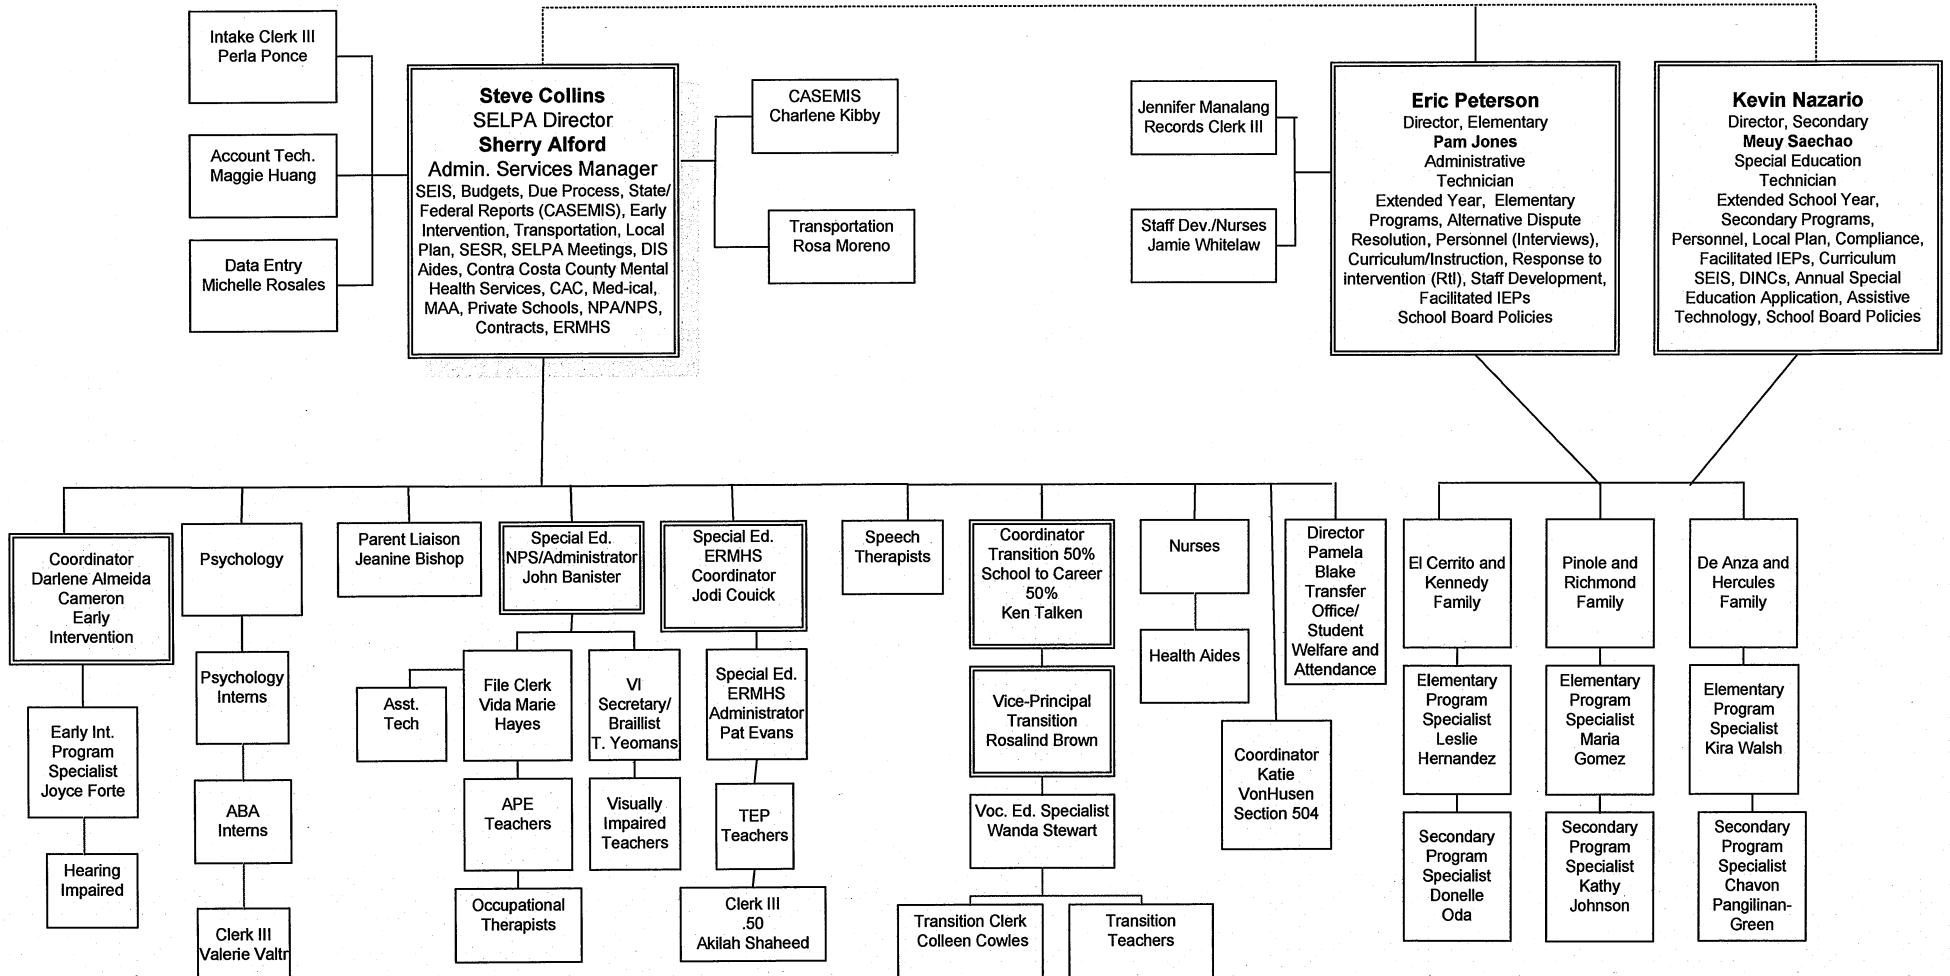 Intake Clerk III
Perla Ponce
Account Tech.
Maggie Huang
Data Entry
Michelle Rosales
Steve Collins
SELPA Director
Sherry Alford
Admin. Services Manager
SEIS, Budgets, Due Process, State/
Federal Reports (CASEMIS), Early
Intervention, Transportation, Local
Plan, SESR, SELPA Meetings, DIS
Aides, Contra Costa County Mental
Health Services, CAC, Med-ical,
MAA, Private Schools, NPA/NPS,
Contracts, ERMHS
CASEMIS
Charlene Kibby
Transportation
Rosa Moreno
Jennifer Manalang
Records Clerk III
Staff Dev./Nurses
Jamie Whitelaw
Eric Peterson
Director, Elementary
Pam Jones
Administrative
Technician
Extended Year, Elementary
Programs, Alternative Dispute
Resolution, Personnel (Interviews),
Curriculum/Instruction, Response to
intervention (RtI), Staff Development,
Facilitated IEPs
School Board Policies
Kevin Nazario
Director, Secondary
Meuy Saechao
Special Education
Technician
Extended School Year,
Secondary Programs,
Personnel, Local Plan, Compliance,
Facilitated IEPs, Curriculum
SEIS, DINCs, Annual Special
Education Application, Assistive
Technology, School Board Policies
Coordinator
Darlene Almeida
Cameron
Early
Intervention
Early Int.
Program
Specialist
Joyce Forte
Hearing
Impaired
Psychology
Psychology
Interns
ABA
Interns
Clerk III
Valerie Valtr
Parent Liaison
Jeanine Bishop
Special Ed.
NPS/Administrator
John Banister
Asst.
Tech
File Clerk
Vida Marie
Hayes
APE
Teachers
Occupational
Therapists
VI
Secretary/
Braillist
T. Yeomans
Visually
Impaired
Teachers
Special Ed.
ERMHS
Coordinator
Jodi Couick
Special Ed.
ERMHS
Administrator
Pat Evans
TEP
Teachers
Clerk III
.50
Akilah Shaheed
Speech
Therapists
Coordinator
Transition 50%
School to Career
50%
Ken Talken
Vice-Principal
Transition
Rosalind Brown
Voc. Ed. Specialist
Wanda Stewart
Transition Clerk
Colleen Cowles
Transition
Teachers
Nurses
Health Aides
Coordinator
Katie
VonHusen
Section 504
Director
Pamela
Blake
Transfer
Office/
Student
Welfare and
Attendance
El Cerrito and
Kennedy
Family
Elementary
Program
Specialist
Leslie
Hernandez
Secondary
Program
Specialist
Donelle
Oda
Pinole and
Richmond
Family
Elementary
Program
Specialist
Maria
Gomez
Secondary
Program
Specialist
Kathy
Johnson
De Anza and
Hercules
Family
Elementary
Program
Specialist
Kira Walsh
Secondary
Program
Specialist
Chavon
Pangilinan-
Green